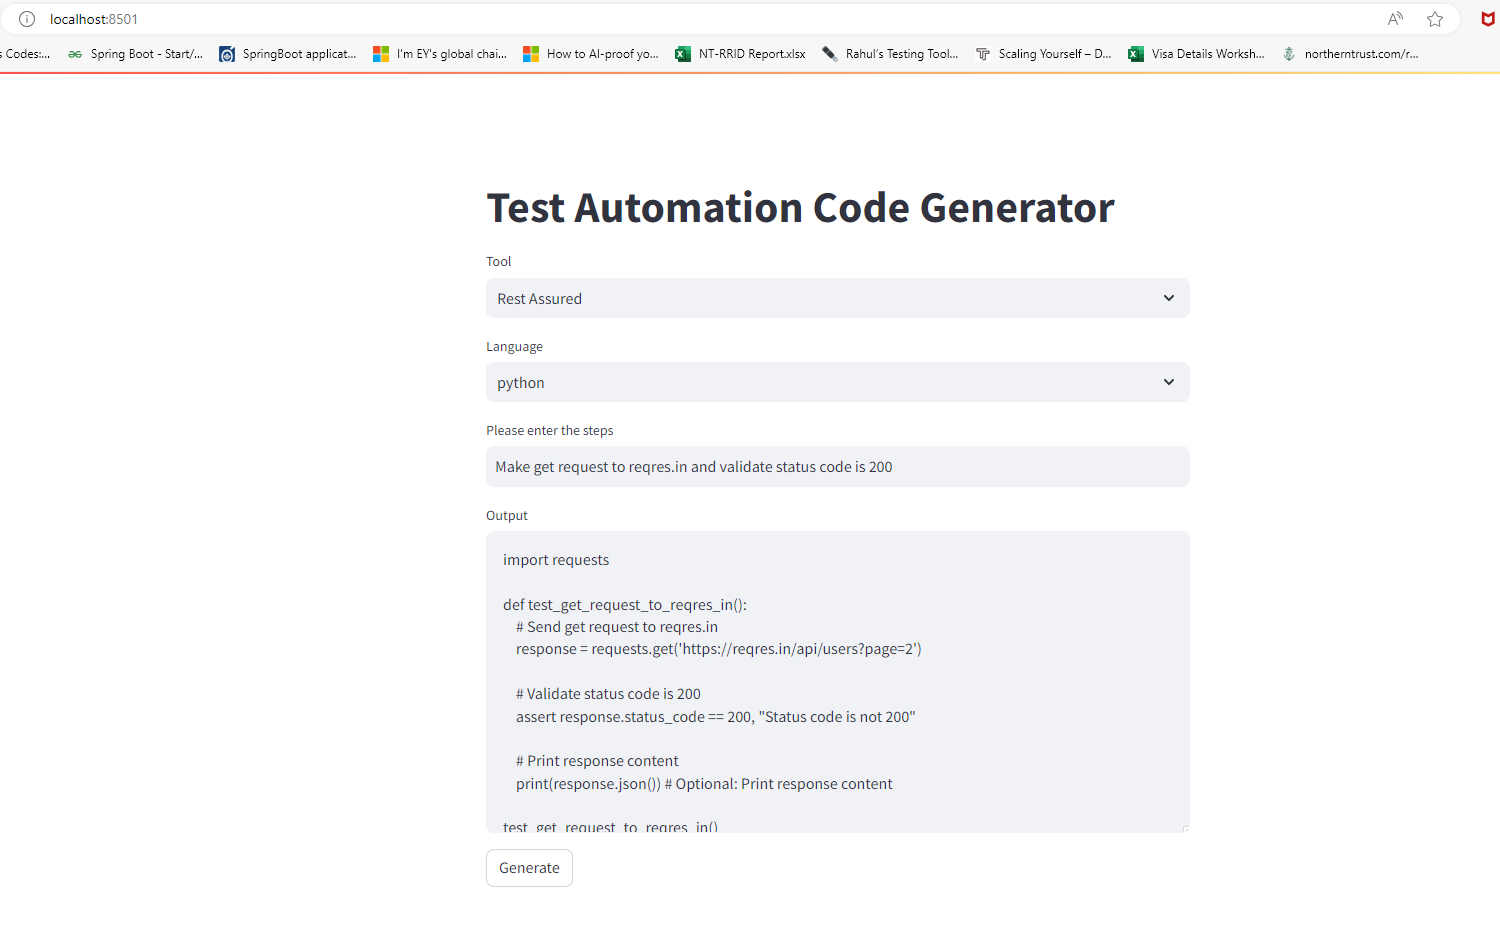 localhost:8501
s Codes:...
Spring Boot - Start/...
SpringBoot applicat...
I'm EY's global chai...
How to AI-proof yo...
NT-RRID Report.xlsx
Rahul's Testing Tool...
Scaling Yourself – D...
Visa Details Worksh...
northerntrust.com/r...
Test Automation Code Generator
Tool
Rest Assured
Language
python
Please enter the steps
Make get request to reqres.in and validate status code is 200
Output
import requests
def test_get_request_to_reqres_in():
# Send get request to reqres.in
response = requests.get('https://reqres.in/api/users?page=2')
# Validate status code is 200
assert response.status_code == 200, "Status code is not 200"
# Print response content
print(response.json()) # Optional: Print response content
test_get_request_to_reqres_in()
Generate